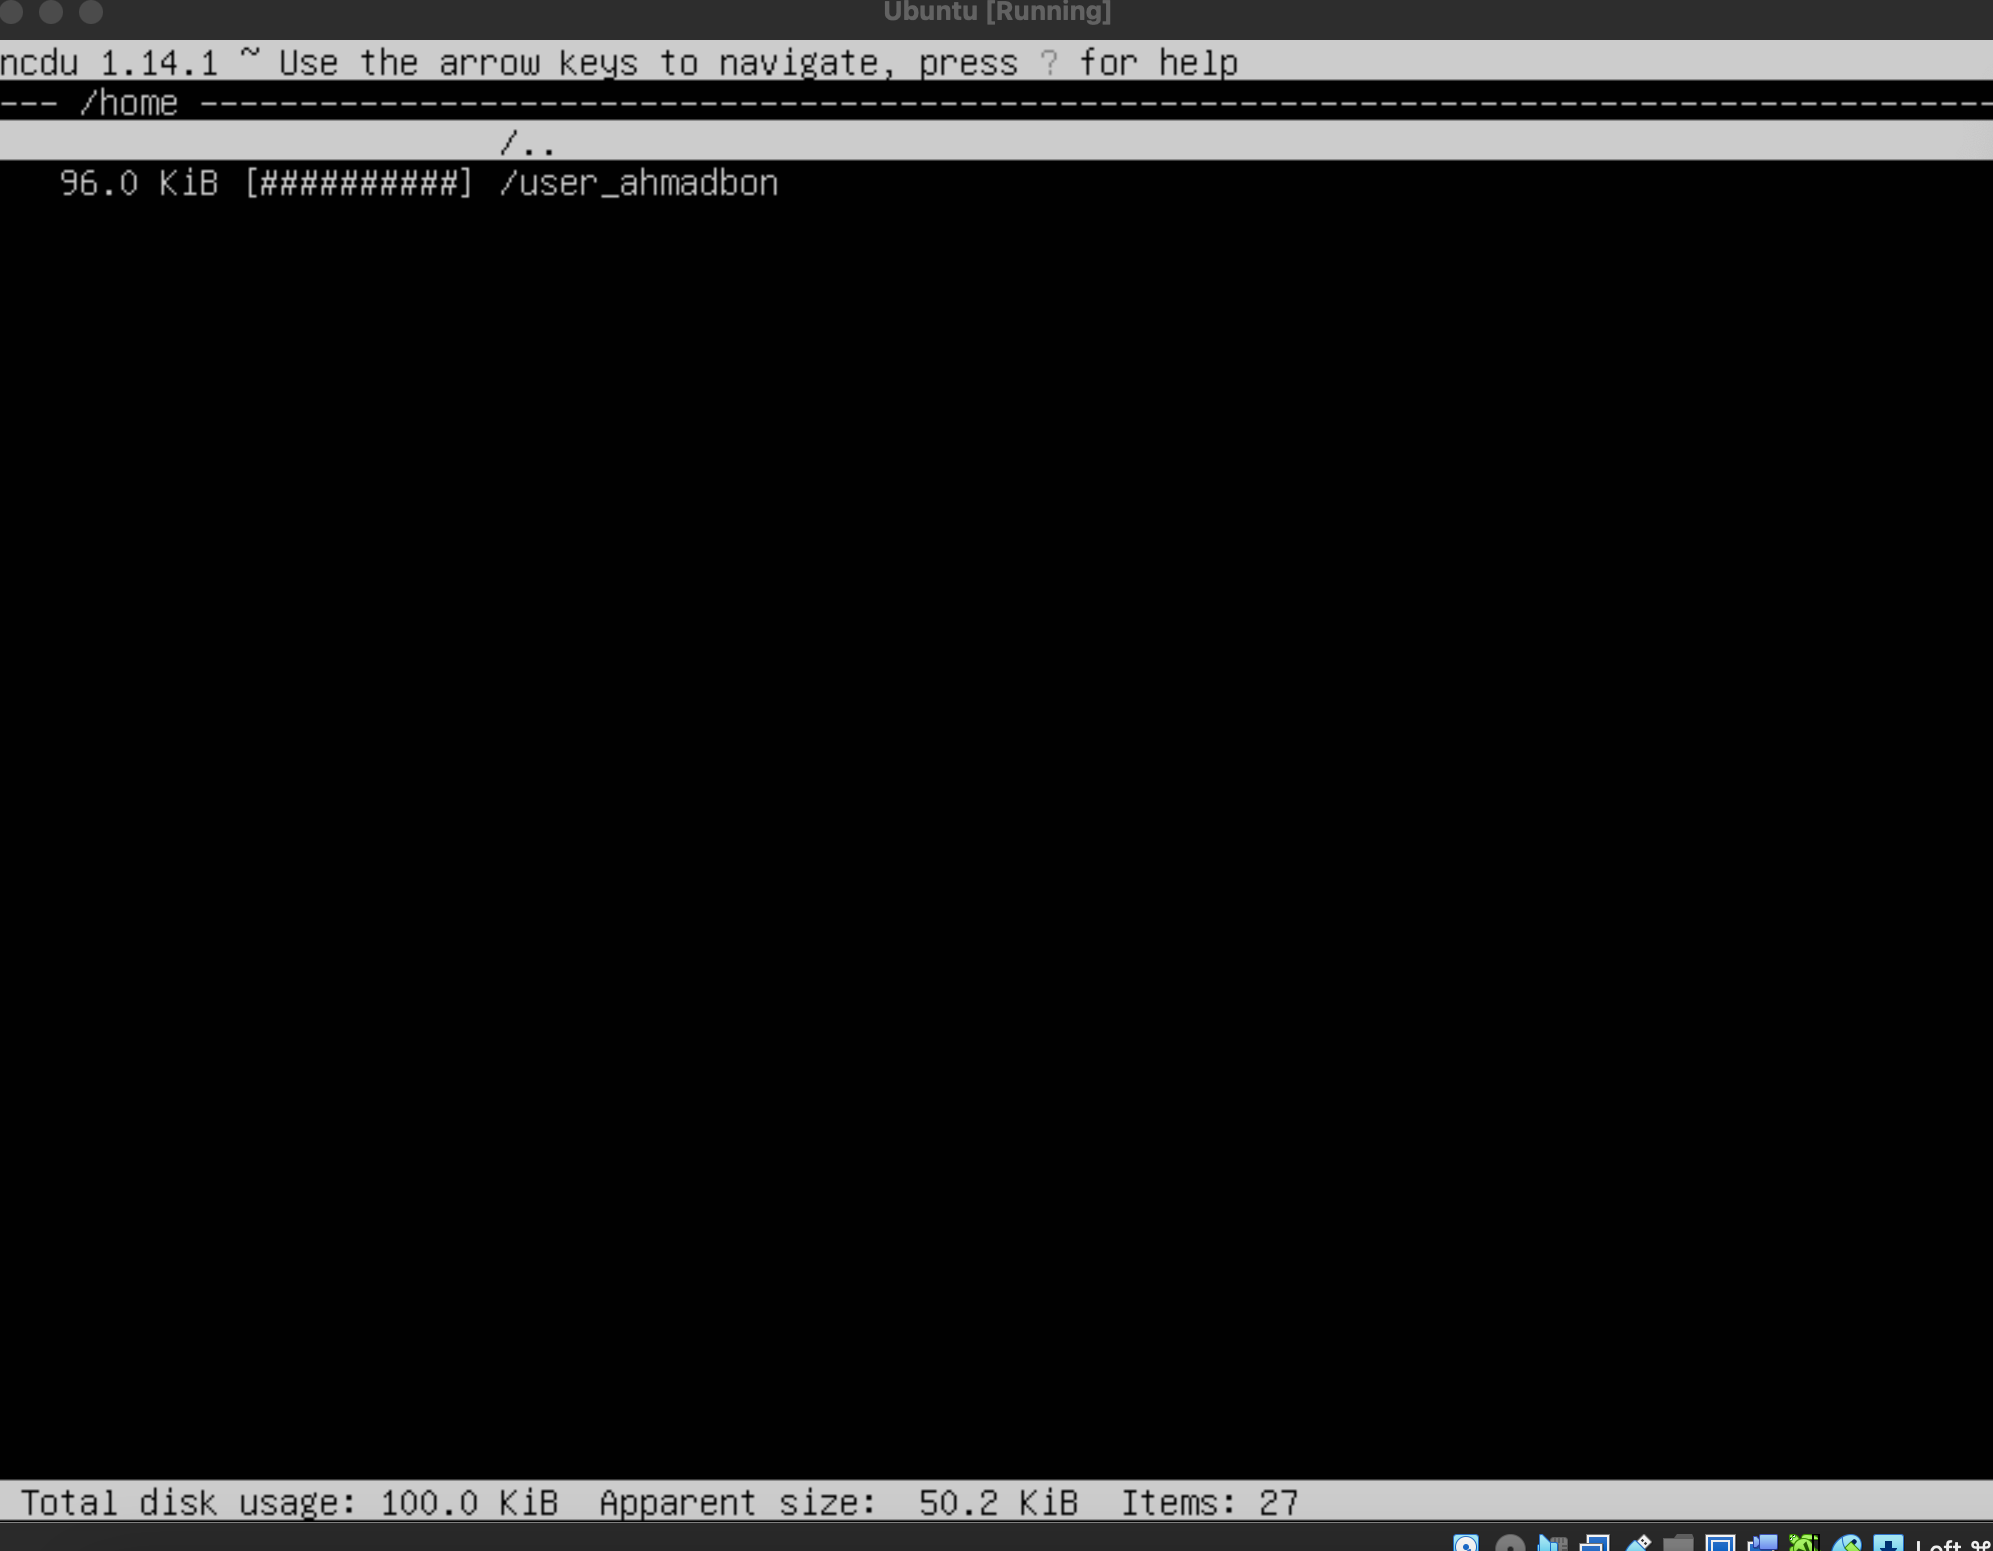 Ubuntu [Running]
ncdu 1.14.1 ~ Use the arrow keys to navigate, press ? for help
--- /home ------------------------------------------------------------------------------------------
/..
96.0 KiB [##########] /user_ahmadbon
Total disk usage: 100.0 KiB  Apparent size:  50.2 KiB  Items: 27
Left ⌘